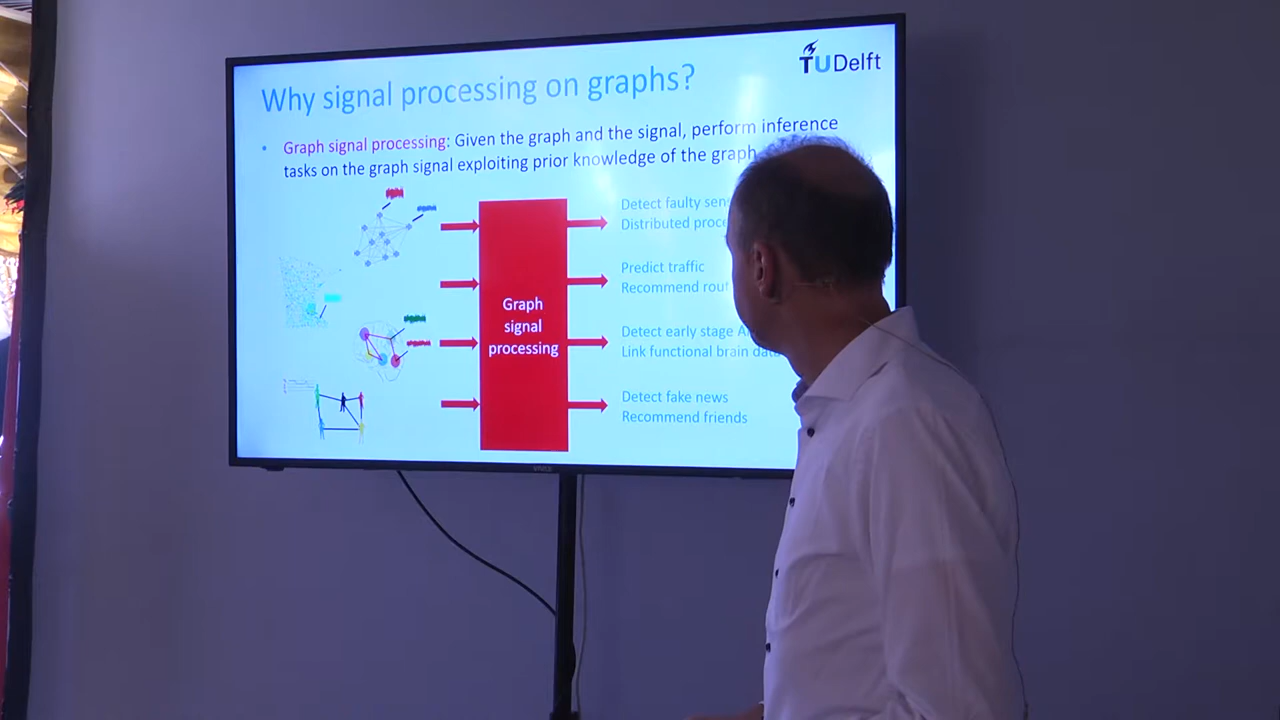 TUDelft
Why signal processing on graphs?
• Graph signal processing: Given the graph and the signal, perform inference
tasks on the graph signal exploiting prior knowledge of the graph
Detect faulty
Distributed
Predict traffic
Recommend
Graph
signal
processing
Detect early stage
Link functional brain data
Detect fake news
Recommend friends